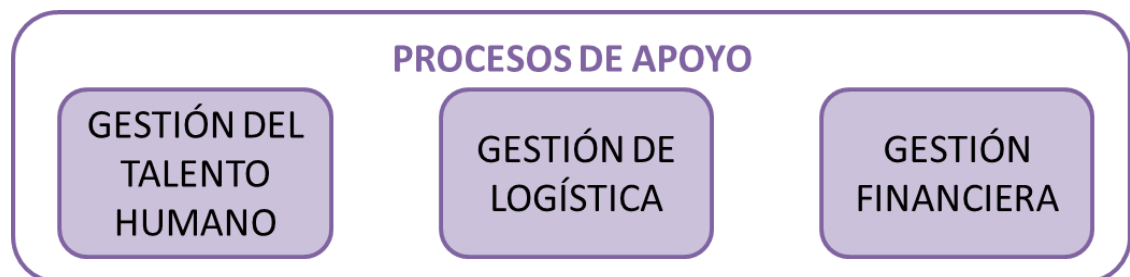 PROCESOS DE APOYO
GESTIÓN DEL
TALENTO
HUMANO
GESTIÓN DE
LOGÍSTICA
GESTIÓN
FINANCIERA